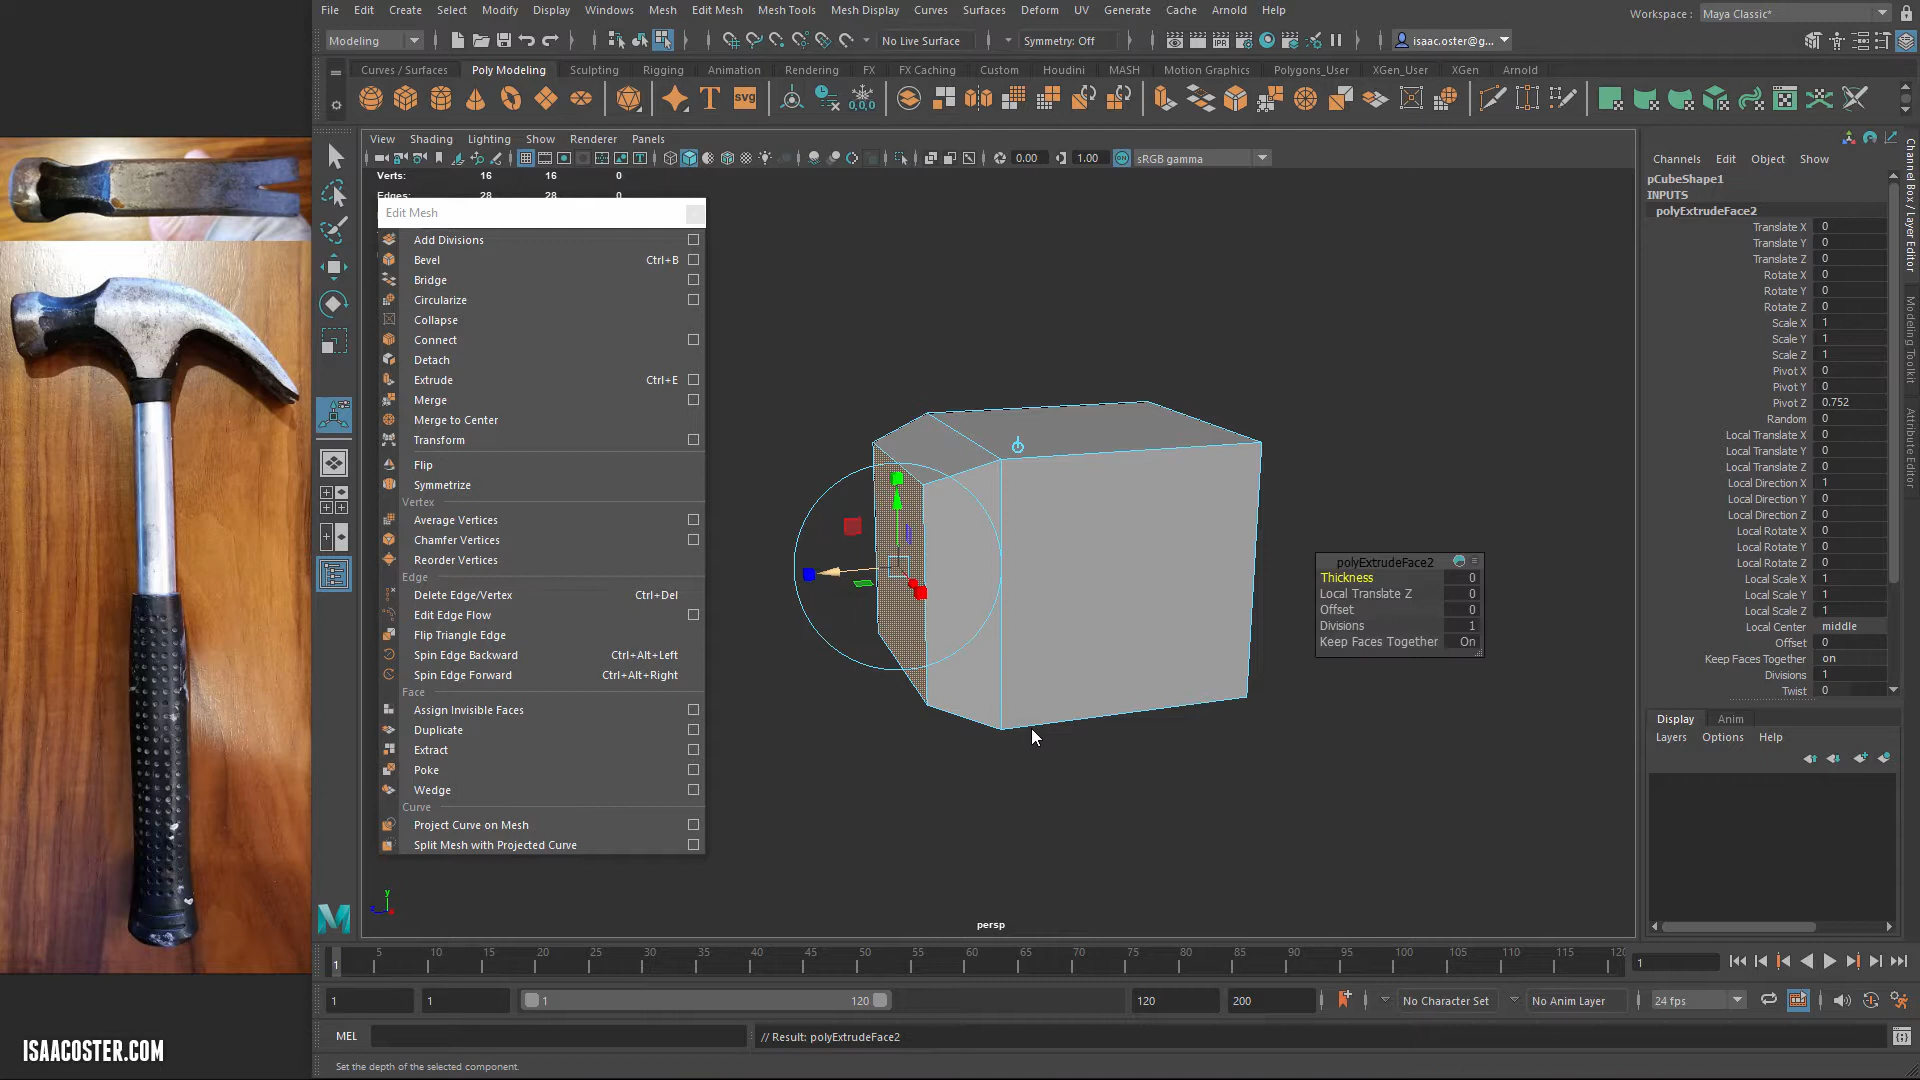 File Edit Create Select Modify Display Windows Mesh Edit Mesh Mesh Tools Mesh Display Curves Surfaces Deform UV Generate Cache Arnold Help
Workspace : Maya Classic*
Modeling
No Live Surface
Symmetry: Off
isaac.oster@g...
Curves / Surfaces Poly Modeling Sculpting Rigging Animation Rendering FX FX Caching Custom Houdini MASH Motion Graphics Polygons_User XGen_User XGen Arnold
svg
0,0,0
IPR
View Shading Lighting Show Renderer Panels
0.00 1.00 ON sRGB gamma
Verts: 16 16 0
Edges: 28 28 0
Edit Mesh
Add Divisions
Bevel Ctrl+B
Bridge
Circularize
Collapse
Connect
Detach
Extrude Ctrl+E
Merge
Merge to Center
Transform
Flip
Symmetrize
Vertex
Average Vertices
Chamfer Vertices
Reorder Vertices
Edge
Delete Edge/Vertex Ctrl+Del
Edit Edge Flow
Flip Triangle Edge
Spin Edge Backward Ctrl+Alt+Left
Spin Edge Forward Ctrl+Alt+Right
Face
Assign Invisible Faces
Duplicate
Extract
Poke
Wedge
Curve
Project Curve on Mesh
Split Mesh with Projected Curve
polyExtrudeFace2
Thickness 0
Local Translate Z 0
Offset 0
Divisions 1
Keep Faces Together On
y
z
persp
Channels Edit Object Show
pCubeShape1
INPUTS
polyExtrudeFace2
Translate X 0
Translate Y 0
Translate Z 0
Rotate X 0
Rotate Y 0
Rotate Z 0
Scale X 1
Scale Y 1
Scale Z 1
Pivot X 0
Pivot Y 0
Pivot Z 0.752
Random 0
Local Translate X 0
Local Translate Y 0
Local Translate Z 0
Local Direction X 1
Local Direction Y 0
Local Direction Z 0
Local Rotate X 0
Local Rotate Y 0
Local Rotate Z 0
Local Scale X 1
Local Scale Y 1
Local Scale Z 1
Local Center middle
Offset 0
Keep Faces Together on
Divisions 1
Twist 0
Channel Box / Layer Editor
Modeling Toolkit
Attribute Editor
Display Anim
Layers Options Help
1 5 10 15 20 25 30 35 40 45 50 55 60 65 70 75 80 85 90 95 100 105 110 115 120
1
1 1 1 120 120 200 No Character Set No Anim Layer 24 fps
MEL // Result: polyExtrudeFace2
Set the depth of the selected component.
ISAACOSTER.COM